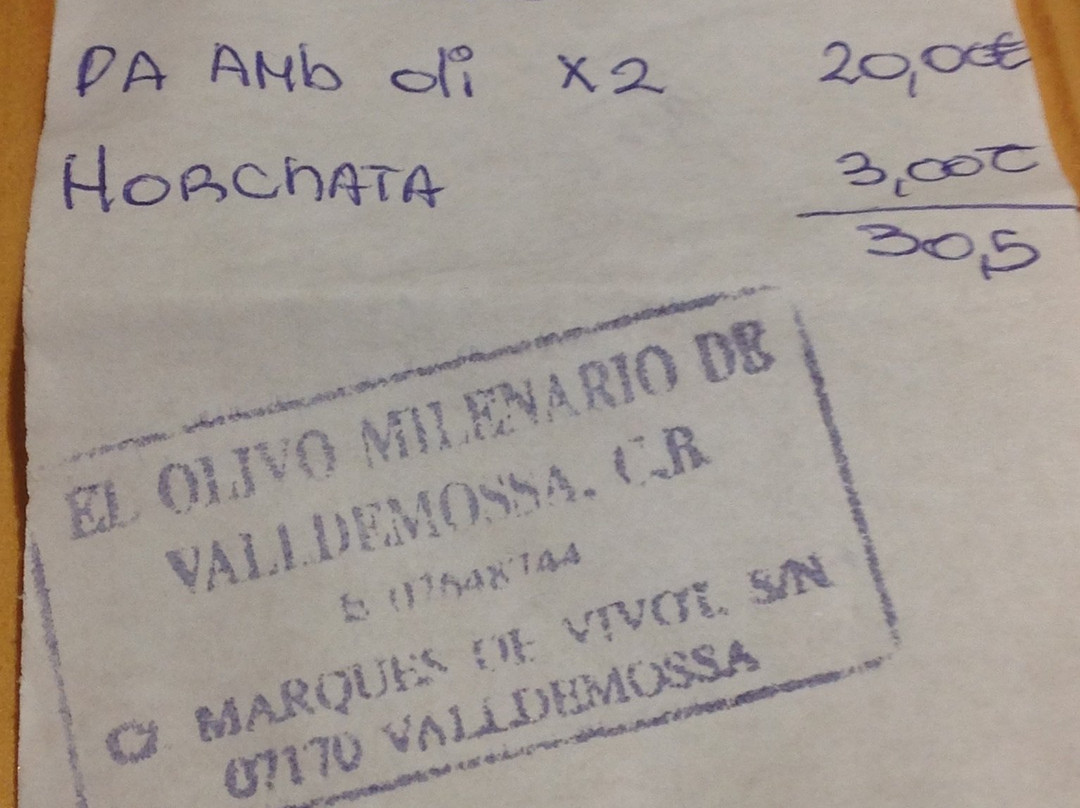 PA AMb oli x2 20,00€
HORChATA 3,00€
30,5
EL OLIVO MILENARIO DE
VALLDEMOSSA, C.B.
E 07648744
MARQUES DE VIVOT, S/N
07170 VALLDEMOSSA